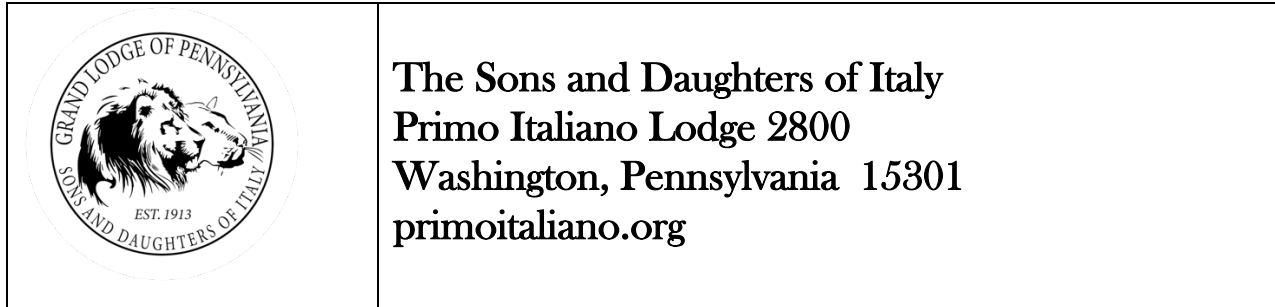 GRAND LODGE OF PENNSYLVANIA
SONS AND DAUGHTERS OF ITALY
EST. 1913
The Sons and Daughters of Italy
Primo Italiano Lodge 2800
Washington, Pennsylvania  15301
primoitaliano.org